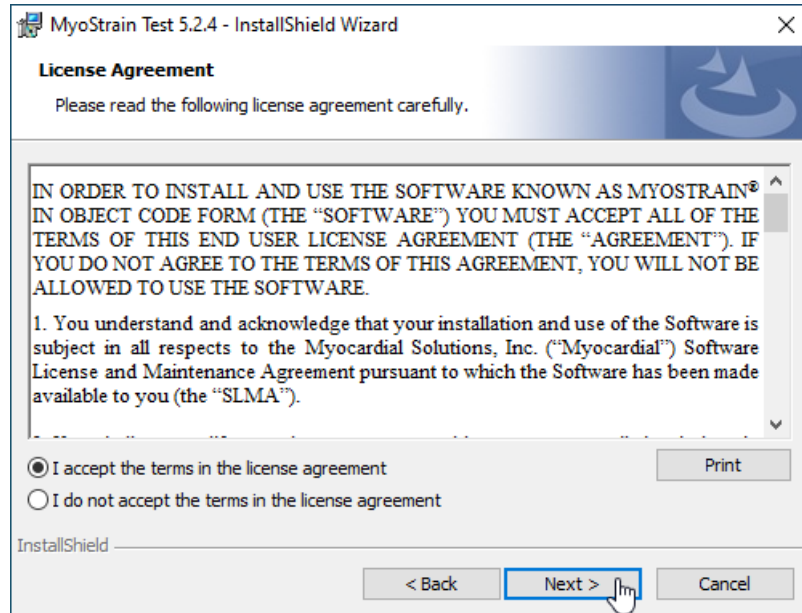 MyoStrain Test 5.2.4 - InstallShield Wizard
License Agreement
Please read the following license agreement carefully.
IN ORDER TO INSTALL AND USE THE SOFTWARE KNOWN AS MYOSTRAIN®
IN OBJECT CODE FORM (THE “SOFTWARE”) YOU MUST ACCEPT ALL OF THE
TERMS OF THIS END USER LICENSE AGREEMENT (THE “AGREEMENT”). IF
YOU DO NOT AGREE TO THE TERMS OF THIS AGREEMENT, YOU WILL NOT BE
ALLOWED TO USE THE SOFTWARE.
1. You understand and acknowledge that your installation and use of the Software is
subject in all respects to the Myocardial Solutions, Inc. (“Myocardial”) Software
License and Maintenance Agreement pursuant to which the Software has been made
available to you (the “SLMA”).
I accept the terms in the license agreement
Print
I do not accept the terms in the license agreement
InstallShield
< Back
Next >
Cancel